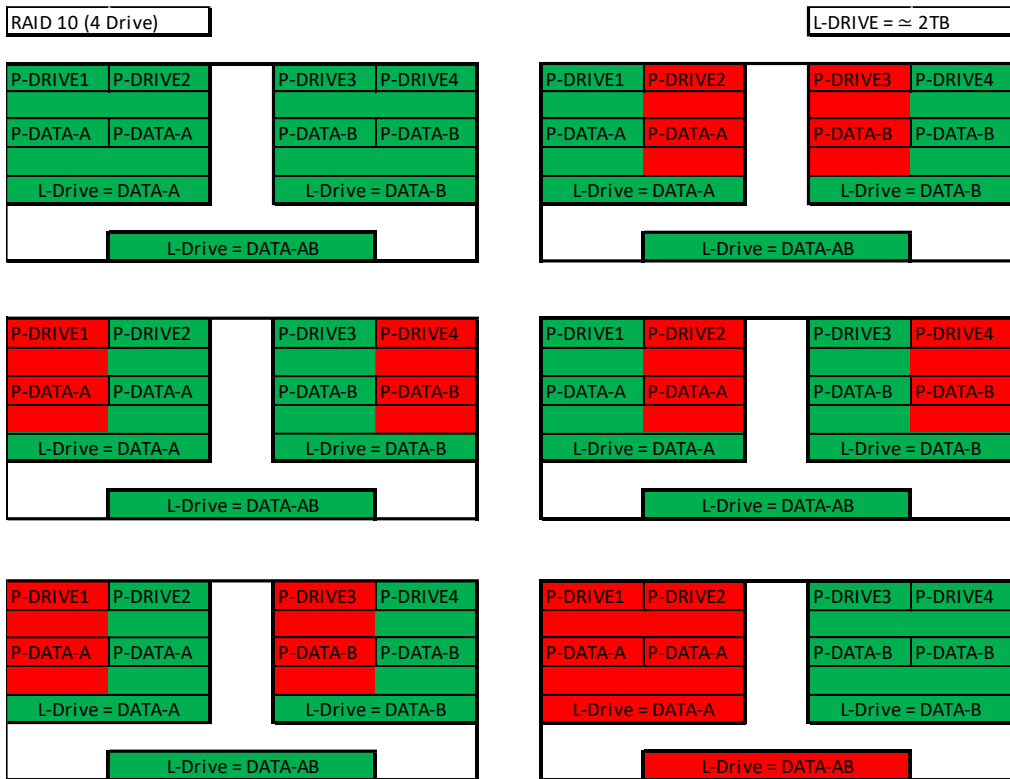 RAID 10 (4 Drive)
L-DRIVE = ≃ 2TB
P-DRIVE1 P-DRIVE2 P-DRIVE3 P-DRIVE4
P-DATA-A P-DATA-A P-DATA-B P-DATA-B
L-Drive = DATA-A L-Drive = DATA-B
L-Drive = DATA-AB
P-DRIVE1 P-DRIVE2 P-DRIVE3 P-DRIVE4
P-DATA-A P-DATA-A P-DATA-B P-DATA-B
L-Drive = DATA-A L-Drive = DATA-B
L-Drive = DATA-AB
P-DRIVE1 P-DRIVE2 P-DRIVE3 P-DRIVE4
P-DATA-A P-DATA-A P-DATA-B P-DATA-B
L-Drive = DATA-A L-Drive = DATA-B
L-Drive = DATA-AB
P-DRIVE1 P-DRIVE2 P-DRIVE3 P-DRIVE4
P-DATA-A P-DATA-A P-DATA-B P-DATA-B
L-Drive = DATA-A L-Drive = DATA-B
L-Drive = DATA-AB
P-DRIVE1 P-DRIVE2 P-DRIVE3 P-DRIVE4
P-DATA-A P-DATA-A P-DATA-B P-DATA-B
L-Drive = DATA-A L-Drive = DATA-B
L-Drive = DATA-AB
P-DRIVE1 P-DRIVE2 P-DRIVE3 P-DRIVE4
P-DATA-A P-DATA-A P-DATA-B P-DATA-B
L-Drive = DATA-A L-Drive = DATA-B
L-Drive = DATA-AB